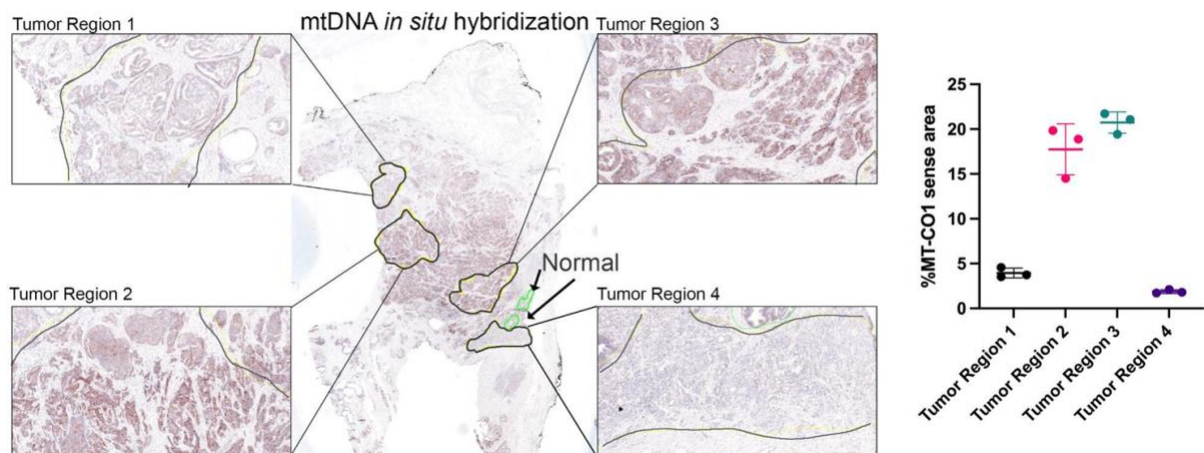 Tumor Region 1
mtDNA in situ hybridization
Tumor Region 3
Normal
Tumor Region 2
Tumor Region 4
%MT-CO1 sense area
25
20
15
10
5
0
Tumor Region 1
Tumor Region 2
Tumor Region 3
Tumor Region 4